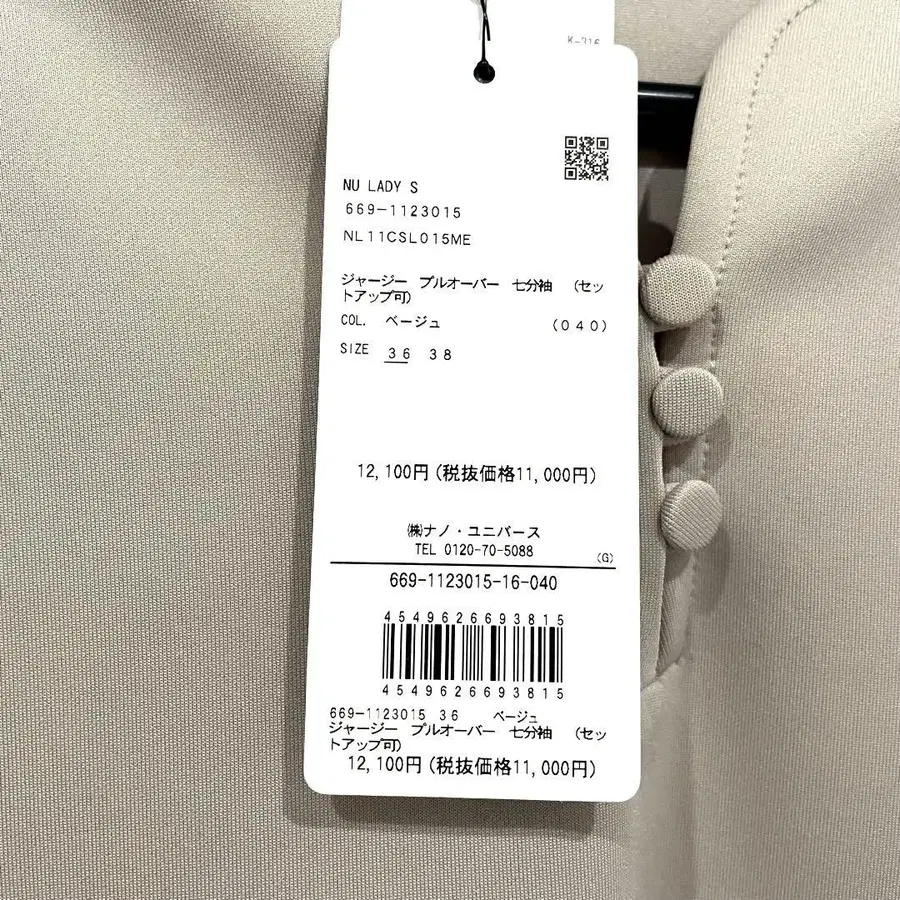 K-316
NU LADY S
669-1123015
NL11CSL015ME
ジャージー プルオーバー 七分袖 (セッ
トアップ可)
COL. ベージュ (040)
SIZE 36 38
12,100円(税抜価格11,000円)
㈱ナノ・ユニバース
TEL 0120-70-5088
(G)
669-1123015-16-040
4549626693815
4549626693815
669-1123015 36 ベージュ
ジャージー プルオーバー 七分袖 (セッ
トアップ可)
12,100円(税抜価格11,000円)